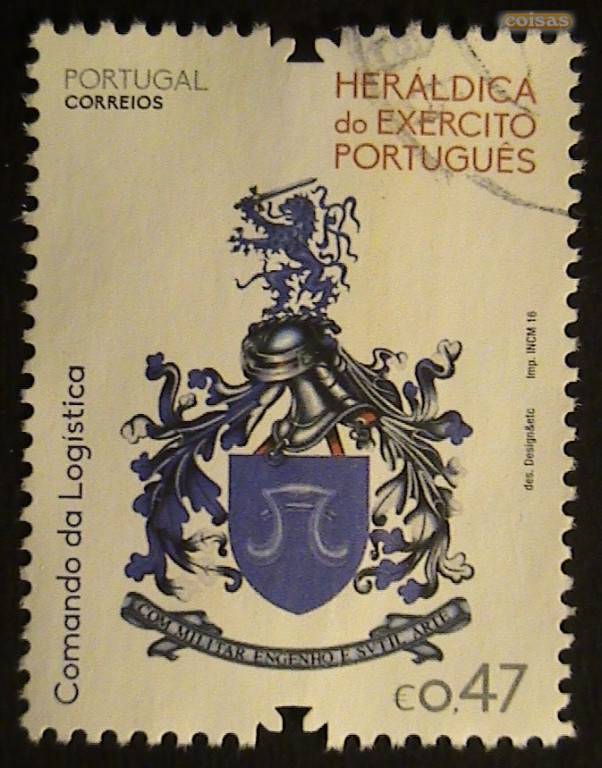 coisas
PORTUGAL
CORREIOS
HERÁLDICA
do EXÉRCITO
PORTUGUÊS
Comando da Logística
des. Design&etc Imp. INCM 16
COM MILITAR ENGENHO E SVTIL ARTE
€0,47